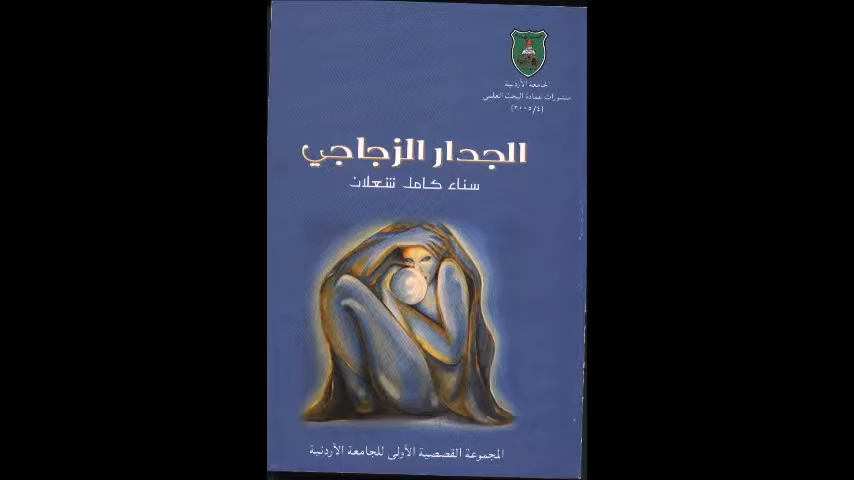 الجامعة الأردنية
منشورات عمادة البحث العلمي
(٢٠٠٥/٤)
الجدار الزجاجي
سناء كامل شعلان
المجموعة القصصية الأولى للجامعة الأردنية